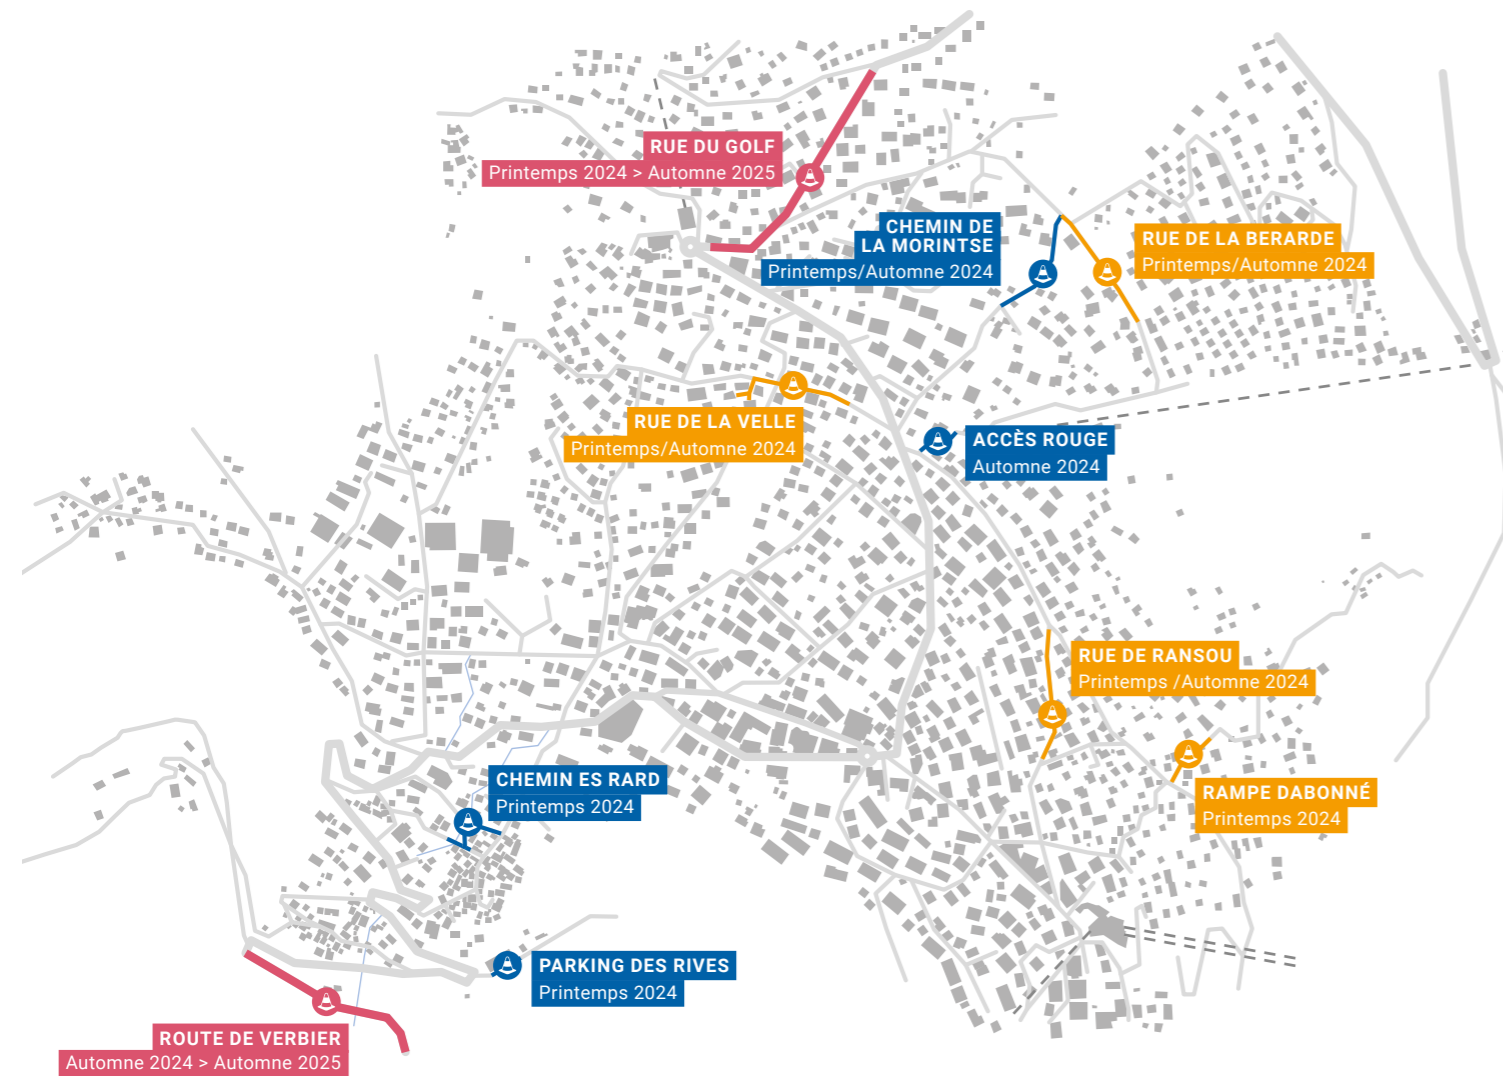 RUE DU GOLF
Printemps 2024 > Automne 2025
CHEMIN DE
LA MORINTSE
Printemps/Automne 2024
RUE DE LA BERARDE
Printemps/Automne 2024
RUE DE LA VELLE
Printemps/Automne 2024
ACCÈS ROUGE
Automne 2024
RUE DE RANSOU
Printemps /Automne 2024
RAMPE DABONNÉ
Printemps 2024
CHEMIN ES RARD
Printemps 2024
PARKING DES RIVES
Printemps 2024
ROUTE DE VERBIER
Automne 2024 > Automne 2025